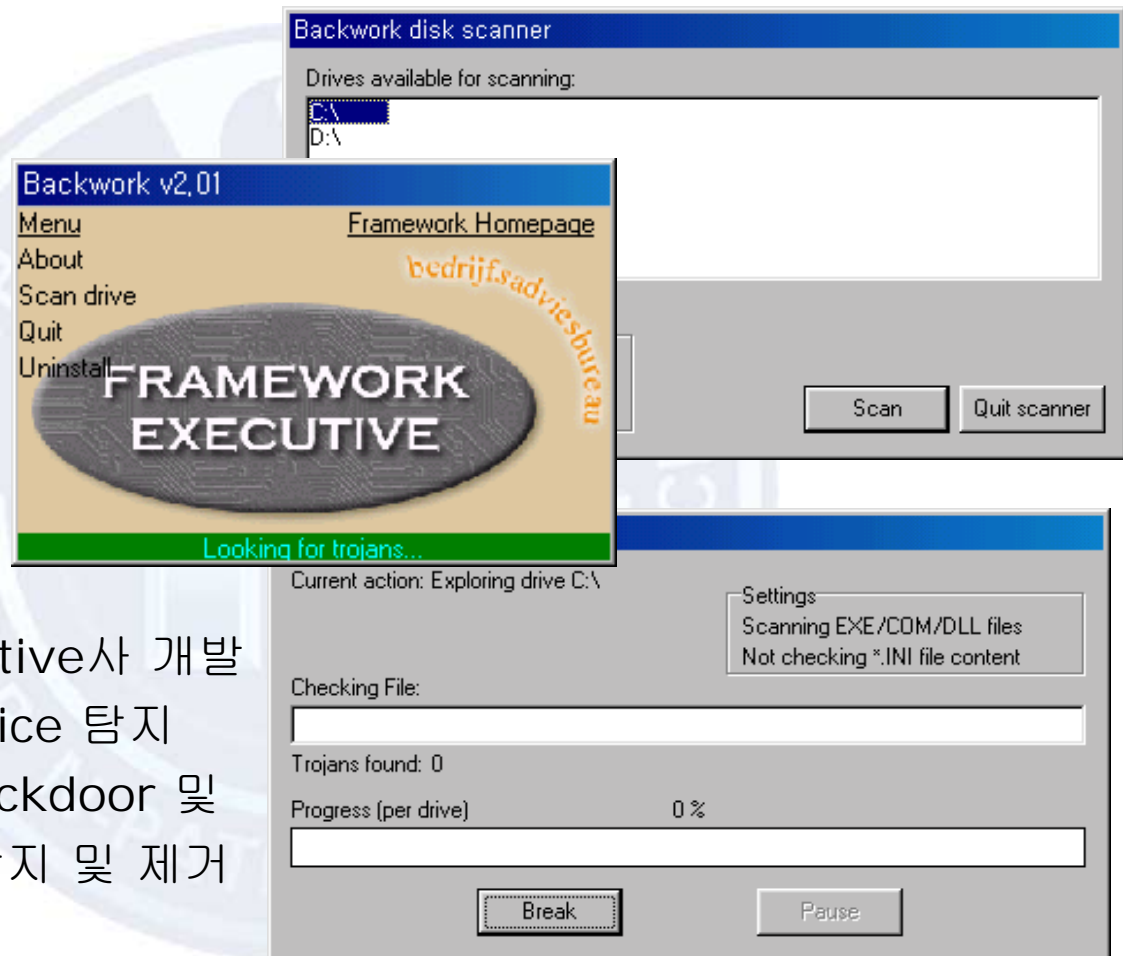 Backwork disk scanner
Drives available for scanning:
C:\
D:\
Scan
Quit scanner
Backwork v2,01
Menu
Framework Homepage
About
Scan drive
Quit
Uninstall
bedrijfsadviesbureau
FRAMEWORK
EXECUTIVE
Looking for trojans...
Current action: Exploring drive C:\
Settings
Scanning EXE/COM/DLL files
Not checking *.INI file content
Checking File:
Trojans found: 0
Progress (per drive)
0 %
Break
Pause
tive사 개발
ice 탐지
ckdoor 및
지 및 제거